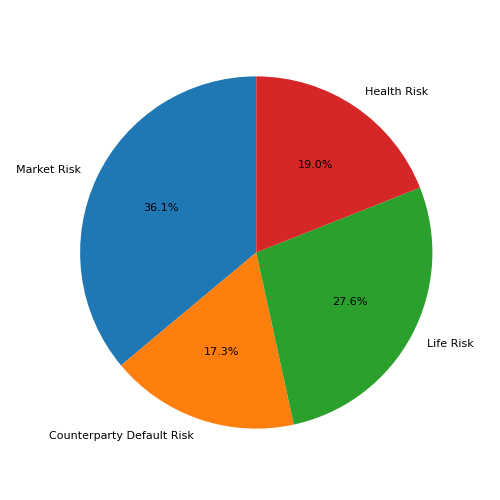 Health Risk
19.0%
Market Risk
36.1%
27.6%
Life Risk
17.3%
Counterparty Default Risk